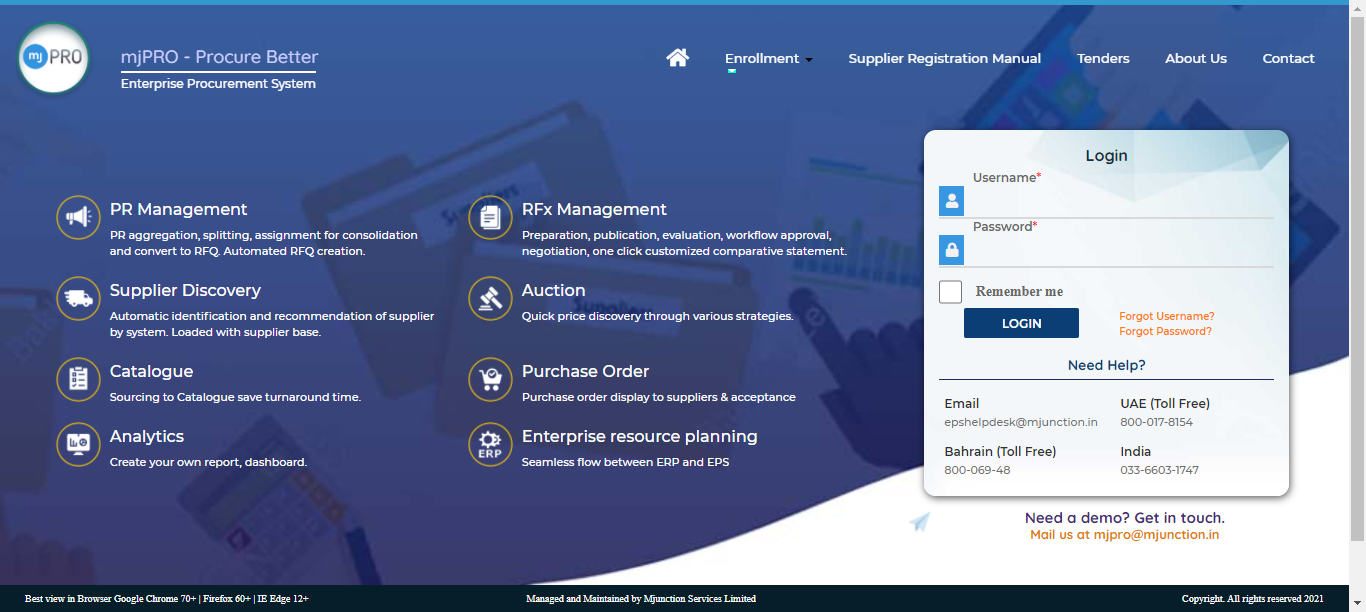 mj PRO
mjPRO - Procure Better
Enterprise Procurement System
Enrollment
Supplier Registration Manual
Tenders
About Us
Contact
PR Management
PR aggregation, splitting, assignment for consolidation
and convert to RFQ. Automated RFQ creation.
Supplier Discovery
Automatic identification and recommendation of supplier
by system. Loaded with supplier base.
Catalogue
Sourcing to Catalogue save turnaround time.
Analytics
Create your own report, dashboard.
RFx Management
Preparation, publication, evaluation, workflow approval,
negotiation, one click customized comparative statement.
Auction
Quick price discovery through various strategies.
Purchase Order
Purchase order display to suppliers & acceptance
ERP
Enterprise resource planning
Seamless flow between ERP and EPS
Login
Username*
Password*
Remember me
LOGIN
Forgot Username?
Forgot Password?
Need Help?
Email
epshelpdesk@mjunction.in
UAE (Toll Free)
800-017-8154
Bahrain (Toll Free)
800-069-48
India
033-6603-1747
Need a demo? Get in touch.
Mail us at mjpro@mjunction.in
Best view in Browser Google Chrome 70+ | Firefox 60+ | IE Edge 12+
Managed and Maintained by Mjunction Services Limited
Copyright. All rights reserved 2021